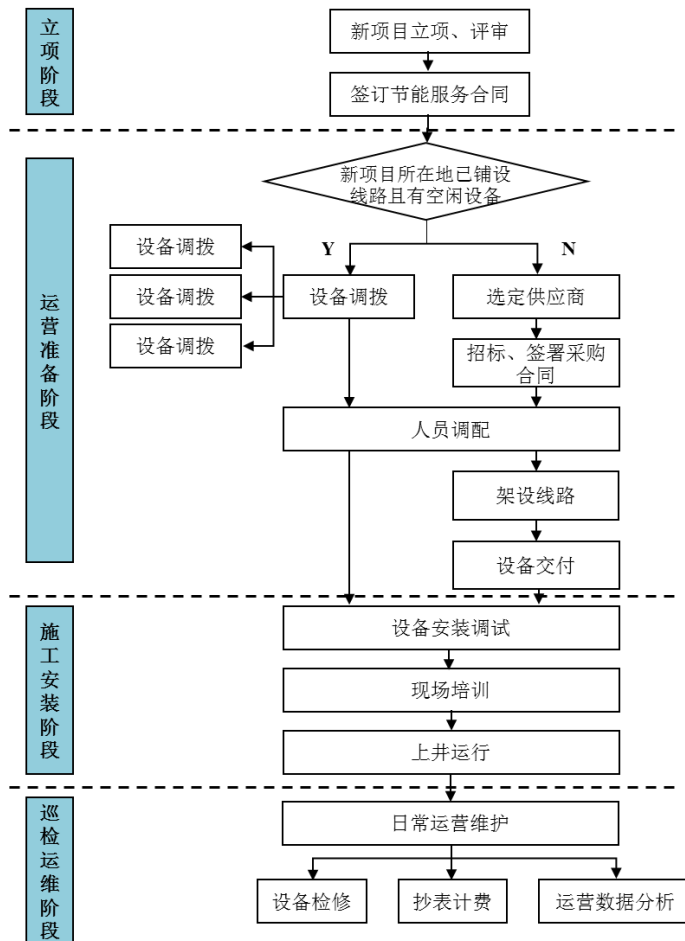 立项阶段
新项目立项、评审
签订节能服务合同
运营准备阶段
新项目所在地已铺设
线路且有空闲设备
Y
N
设备调拨
设备调拨
设备调拨
设备调拨
选定供应商
招标、签署采购
合同
人员调配
架设线路
设备交付
施工安装阶段
设备安装调试
现场培训
上井运行
巡检运维阶段
日常运营维护
设备检修
抄表计费
运营数据分析